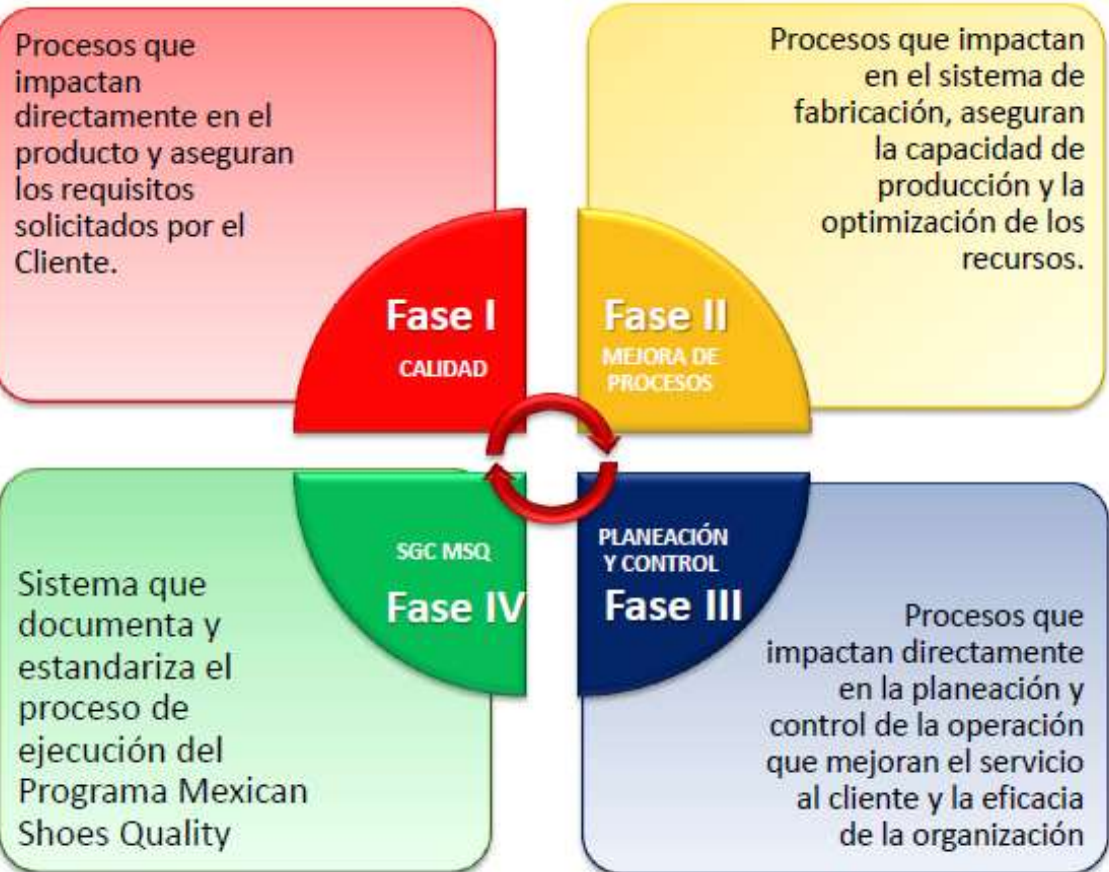 Procesos que
impactan
directamente en el
producto y aseguran
los requisitos
solicitados por el
Cliente.
Fase I
CALIDAD
Procesos que impactan
en el sistema de
fabricación, aseguran
la capacidad de
producción y la
optimización de los
recursos.
Fase II
MEJORA DE
PROCESOS
PLANEACIÓN
Y CONTROL
Fase III
Procesos que
impactan directamente
en la planeación y
control de la operación
que mejoran el servicio
al cliente y la eficacia
de la organización
SGC MSQ
Fase IV
Sistema que
documenta y
estandariza el
proceso de
ejecución del
Programa Mexican
Shoes Quality